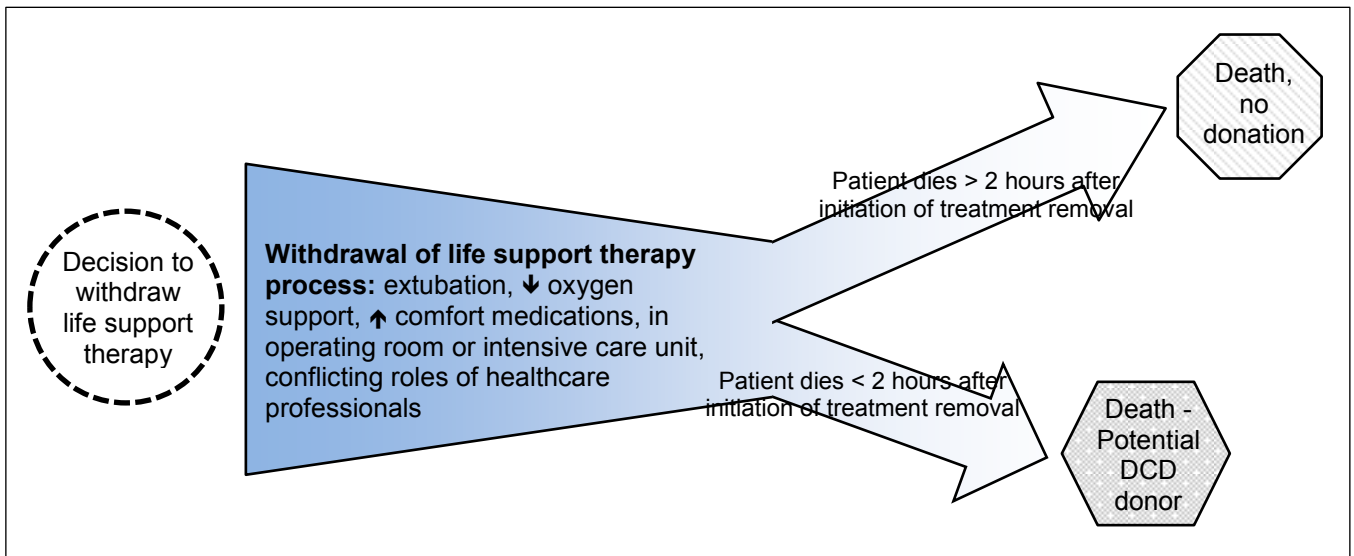 Decision to
withdraw
life support
therapy
Withdrawal of life support therapy
process: extubation, 🡻 oxygen
support, 🡹 comfort medications, in
operating room or intensive care unit,
conflicting roles of healthcare
professionals
Patient dies > 2 hours after
initiation of treatment removal
Death,
no
donation
Patient dies < 2 hours after
initiation of treatment removal
Death -
Potential
DCD
donor